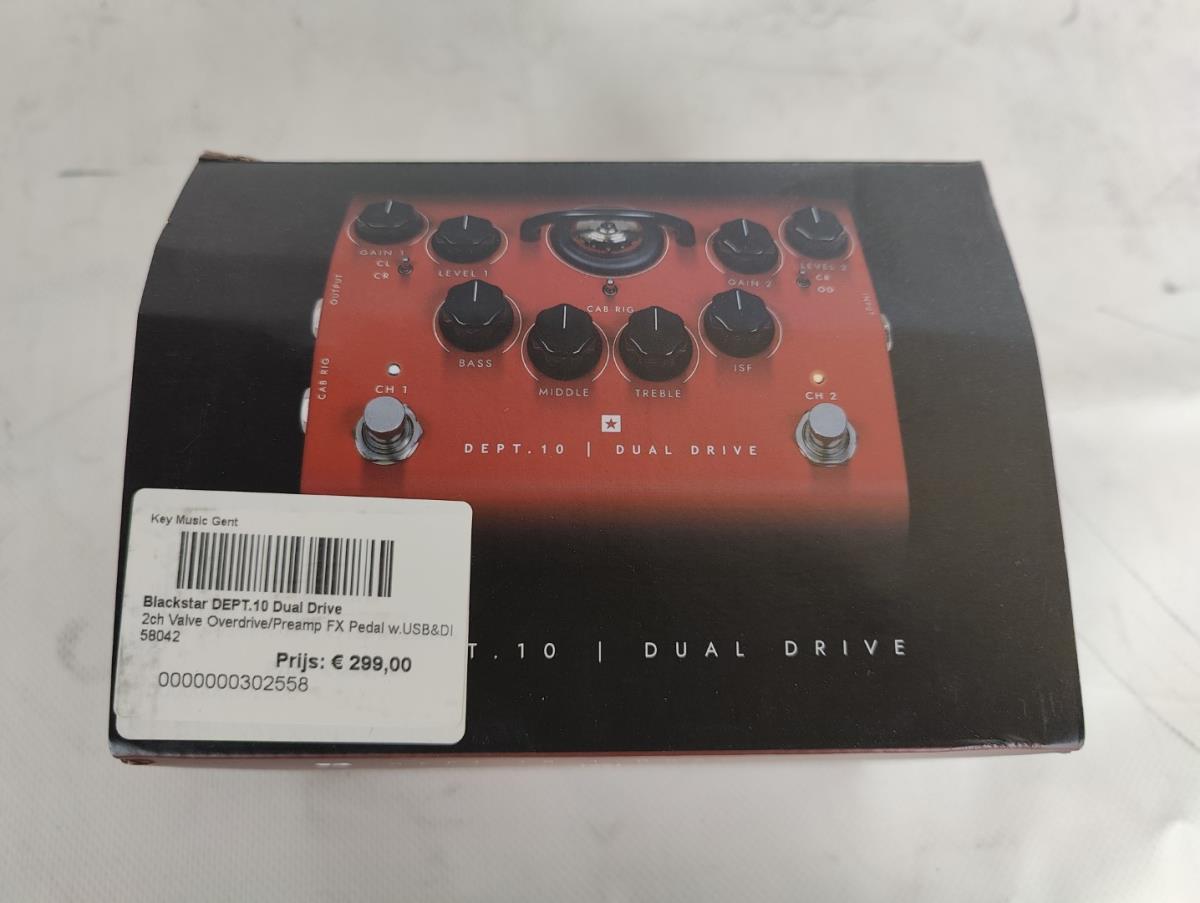 GAIN 1
CL
CR
LEVEL 1
GAIN 2
LEVEL 2
CR
OD
OUTPUT
INPUT
CAB RIG
CAB RIG
BASS
MIDDLE
TREBLE
ISF
CH 1
CH 2
DEPT.10 | DUAL DRIVE
Key Music Gent
Blackstar DEPT.10 Dual Drive
2ch Valve Overdrive/Preamp FX Pedal w.USB&DI
58042
Prijs: € 299,00
0000000302558
T.10 | DUAL DRIVE